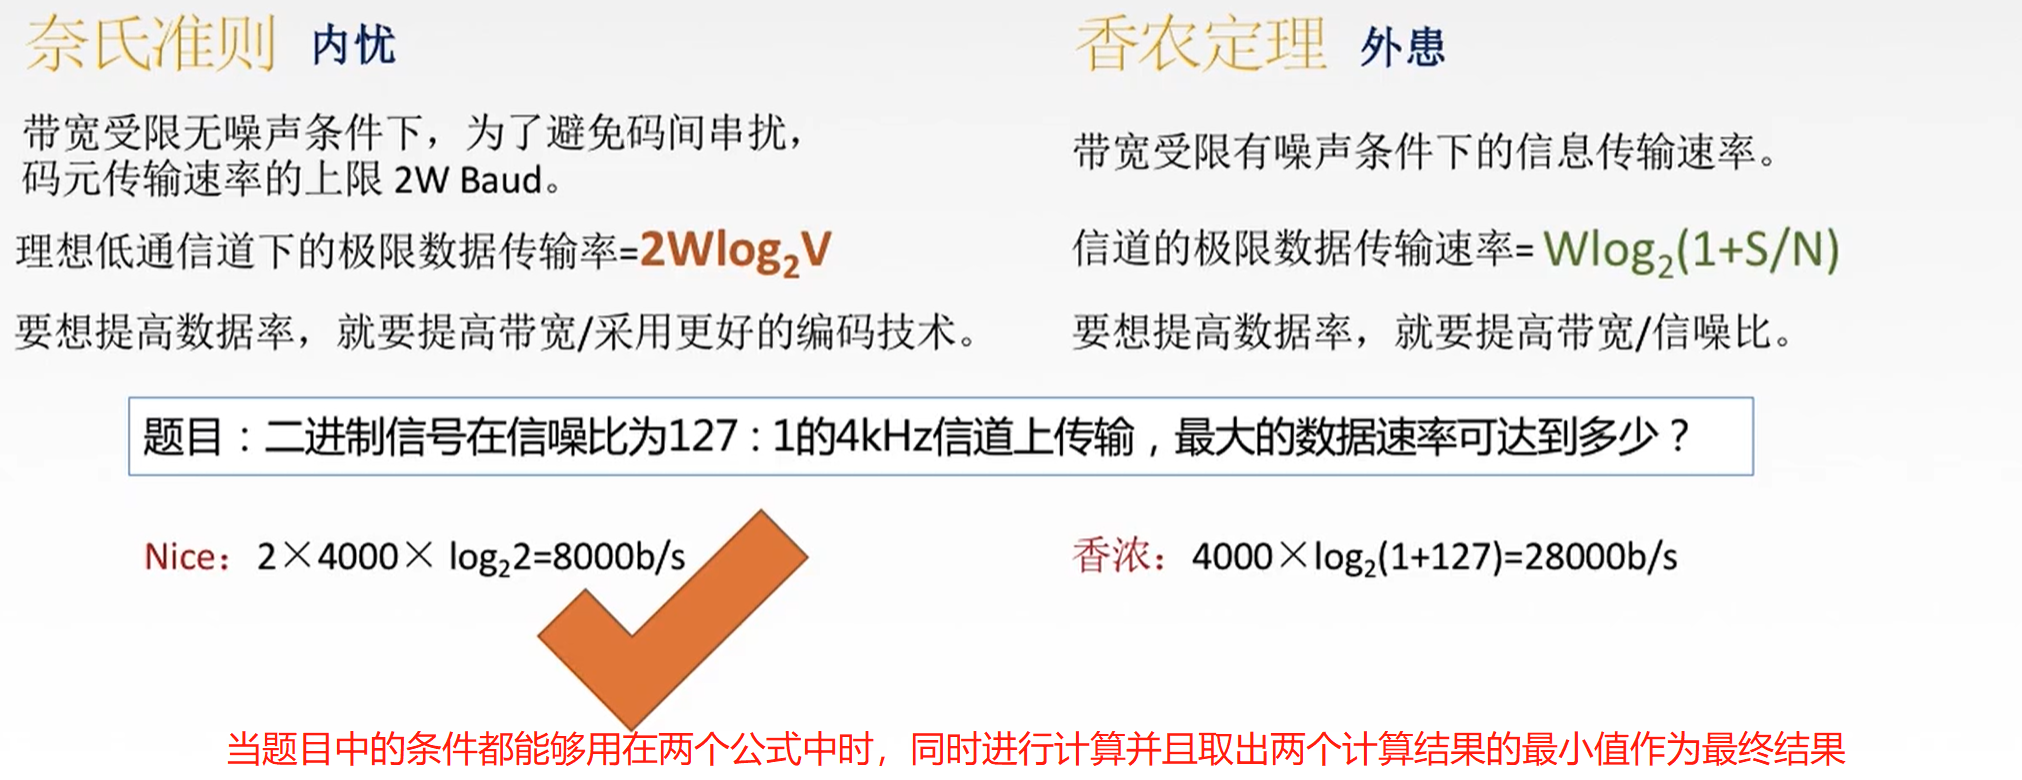 奈氏准则 内忧
带宽受限无噪声条件下，为了避免码间串扰，
码元传输速率的上限 2W Baud。
理想低通信道下的极限数据传输率=2Wlog₂V
要想提高数据率，就要提高带宽/采用更好的编码技术。
香农定理 外患
带宽受限有噪声条件下的信息传输速率。
信道的极限数据传输速率= Wlog₂(1+S/N)
要想提高数据率，就要提高带宽/信噪比。
题目：二进制信号在信噪比为127：1的4kHz信道上传输，最大的数据速率可达到多少？
Nice：2×4000× log₂2=8000b/s
香浓：4000×log₂(1+127)=28000b/s
当题目中的条件都能够用在两个公式中时，同时进行计算并且取出两个计算结果的最小值作为最终结果